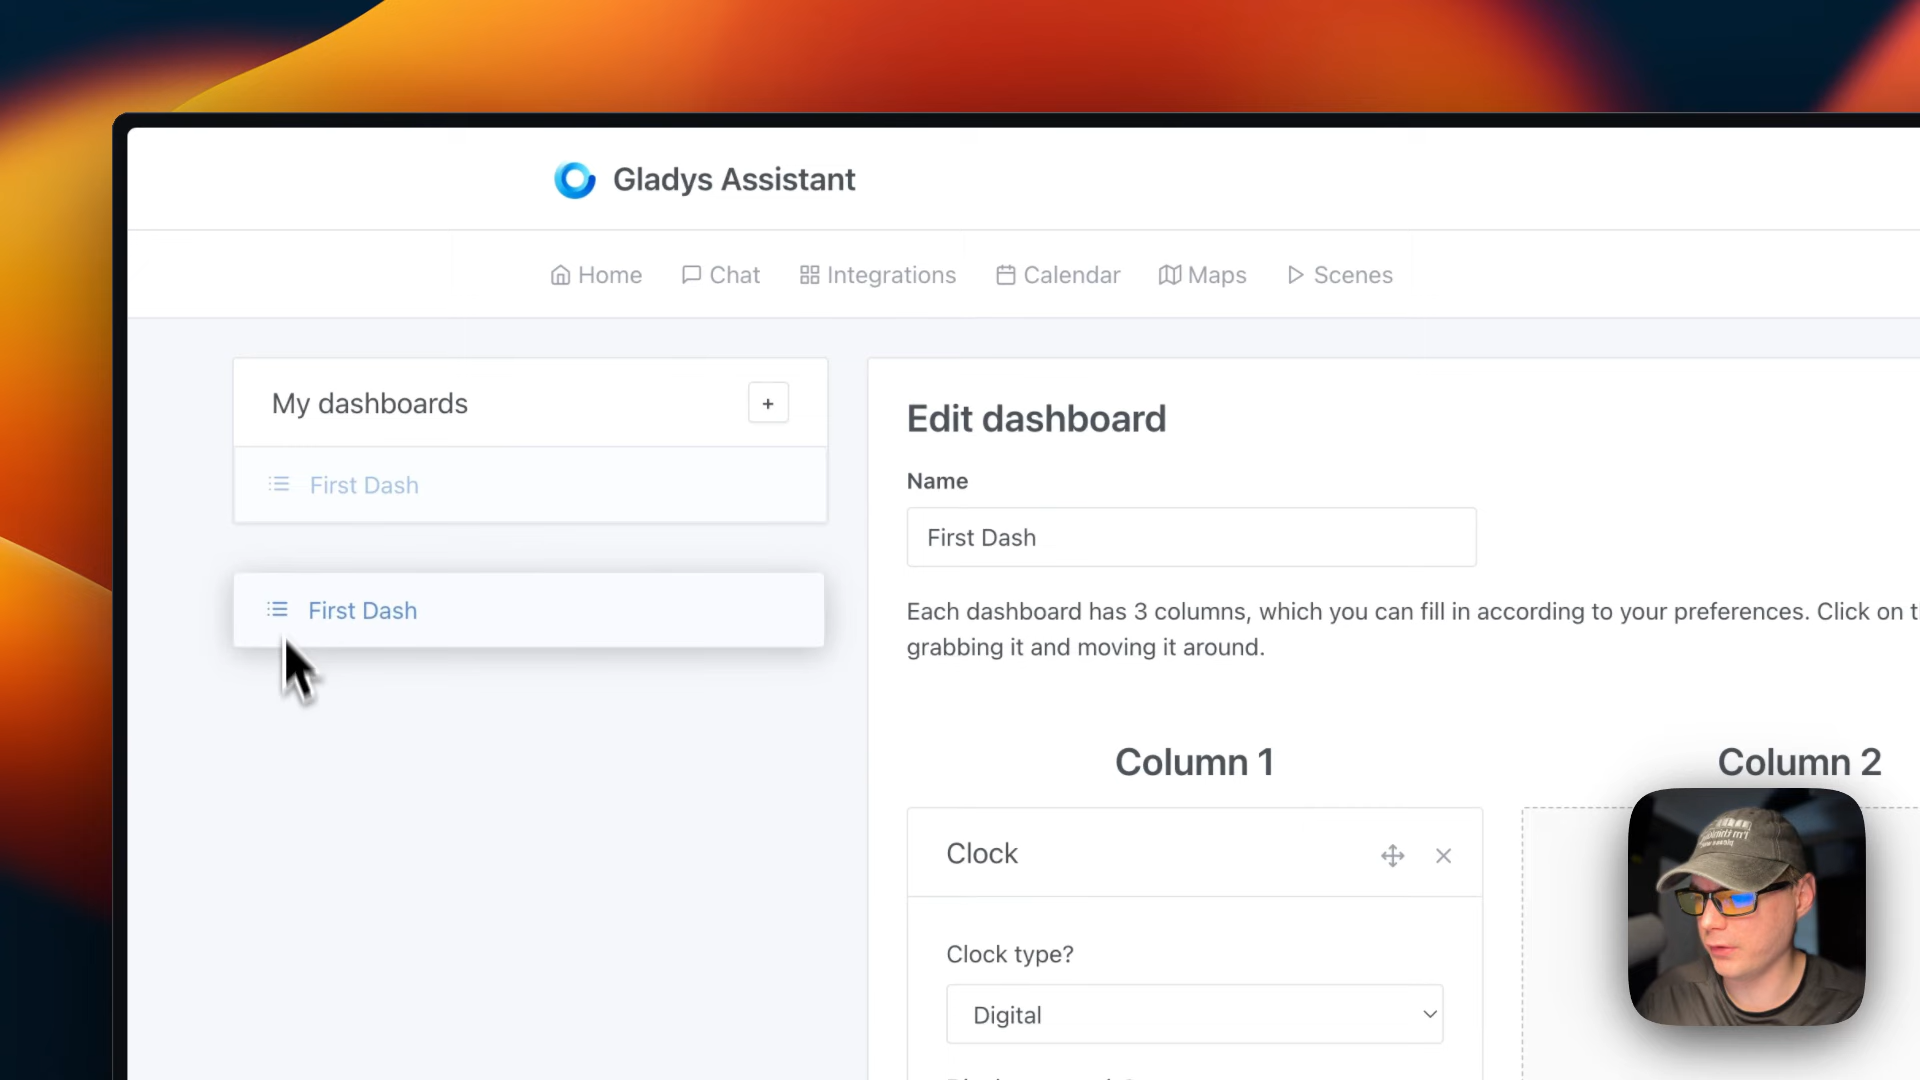 Gladys Assistant
Home Chat Integrations Calendar Maps Scenes
My dashboards
+
First Dash
First Dash
Edit dashboard
Name
First Dash
Each dashboard has 3 columns, which you can fill in according to your preferences. Click on
grabbing it and moving it around.
Column 1
Column 2
Clock
Clock type?
Digital